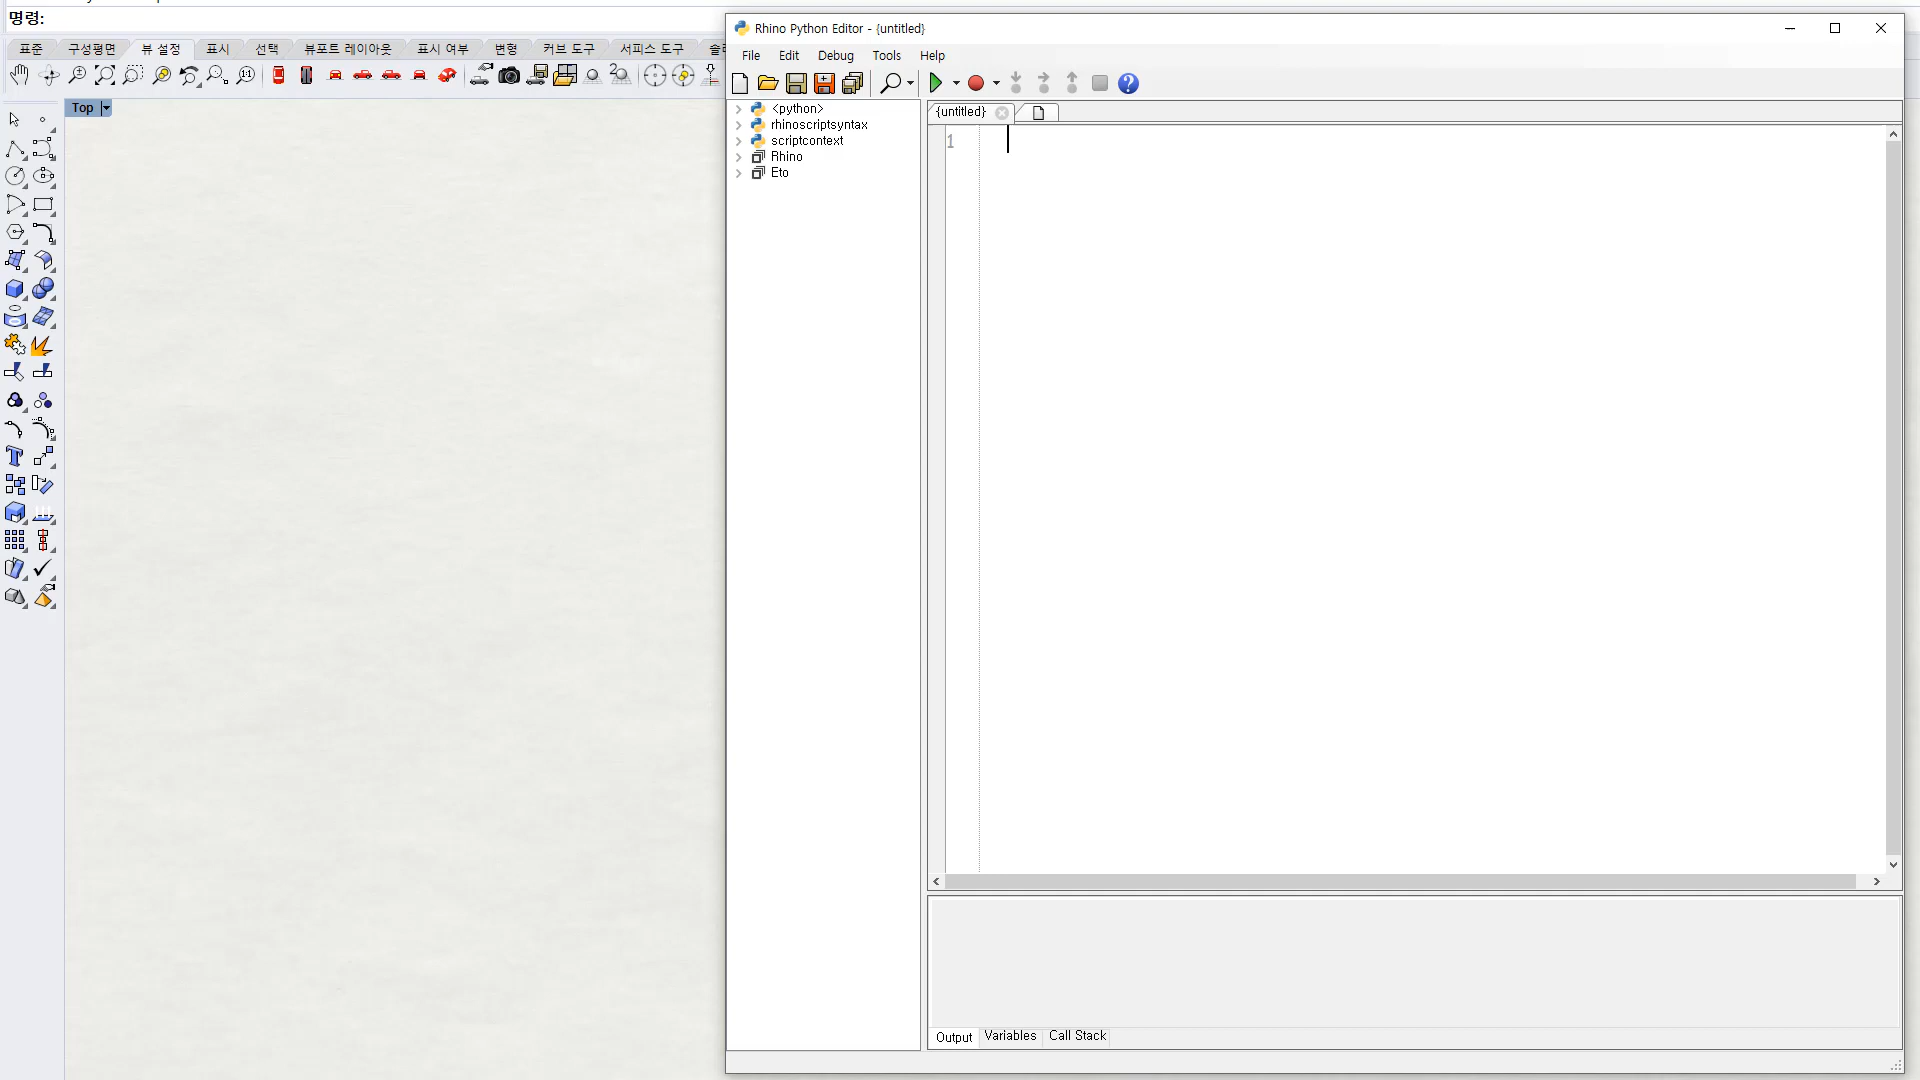 명령:
Rhino Python Editor - {untitled}
표준 구성평면 뷰 설정 표시 선택 뷰포트 레이아웃 표시 여부 변형 커브 도구 서피스 도구
File Edit Debug Tools Help
Top
<python>
rhinoscriptsyntax
scriptcontext
Rhino
Eto
{untitled}
1
Output Variables Call Stack